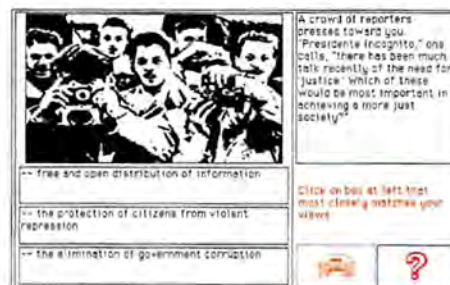 A crowd of reporters
presses toward you.
"Presidente Incognito," one
calls, "there has been much
talk recently of the need for
'justice.' Which of these
would be most important in
achieving a more just
society?"
-- free and open distribution of information
-- the protection of citizens from violent
repression
-- the elimination of government corruption
Click on box at left that
most closely matches your
views
?